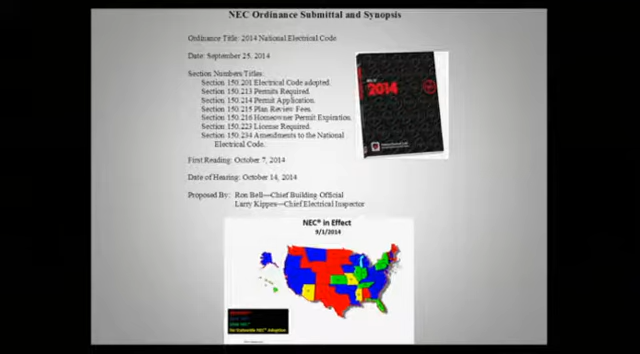 NEC Ordinance Submittal and Synopsis
Ordinance Title: 2014 National Electrical Code
Date: September 25, 2014
Section Numbers Titles:
Section 150.201 Electrical Code adopted.
Section 150.213 Permits Required.
Section 150.214 Permit Application.
Section 150.215 Plan Review Fees.
Section 150.216 Homeowner Permit Expiration.
Section 150.223 License Required.
Section 150.234 Amendments to the National
Electrical Code.
2014
First Reading: October 7, 2014
Date of Hearing: October 14, 2014
Proposed By: Ron Bell—Chief Building Official
Larry Kippes—Chief Electrical Inspector
NEC® in Effect
9/1/2014
No Statewide NEC® Adoption